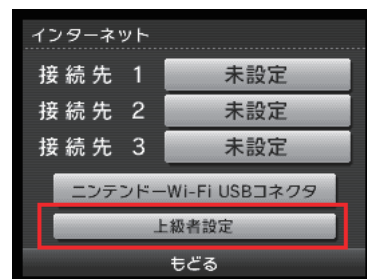 インターネット
接続先 1 未設定
接続先 2 未設定
接続先 3 未設定
ニンテンドーWi-Fi USBコネクタ
上級者設定
もどる